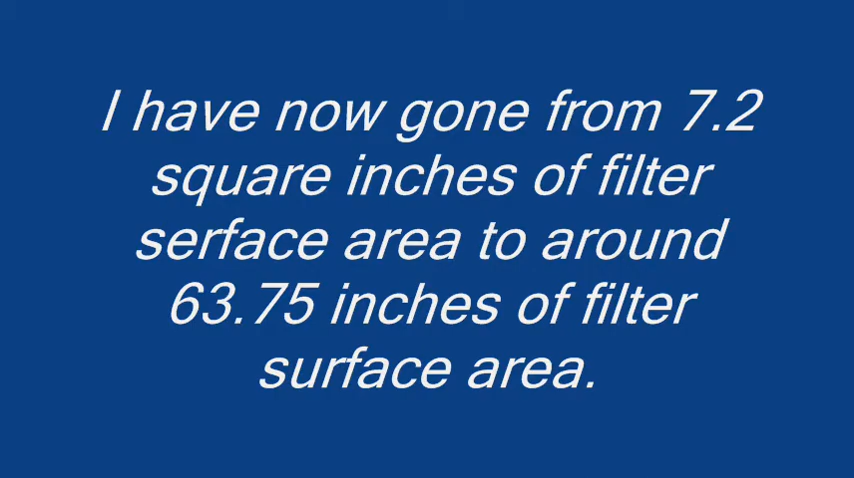 I have now gone from 7.2
square inches of filter
serface area to around
63.75 inches of filter
surface area.